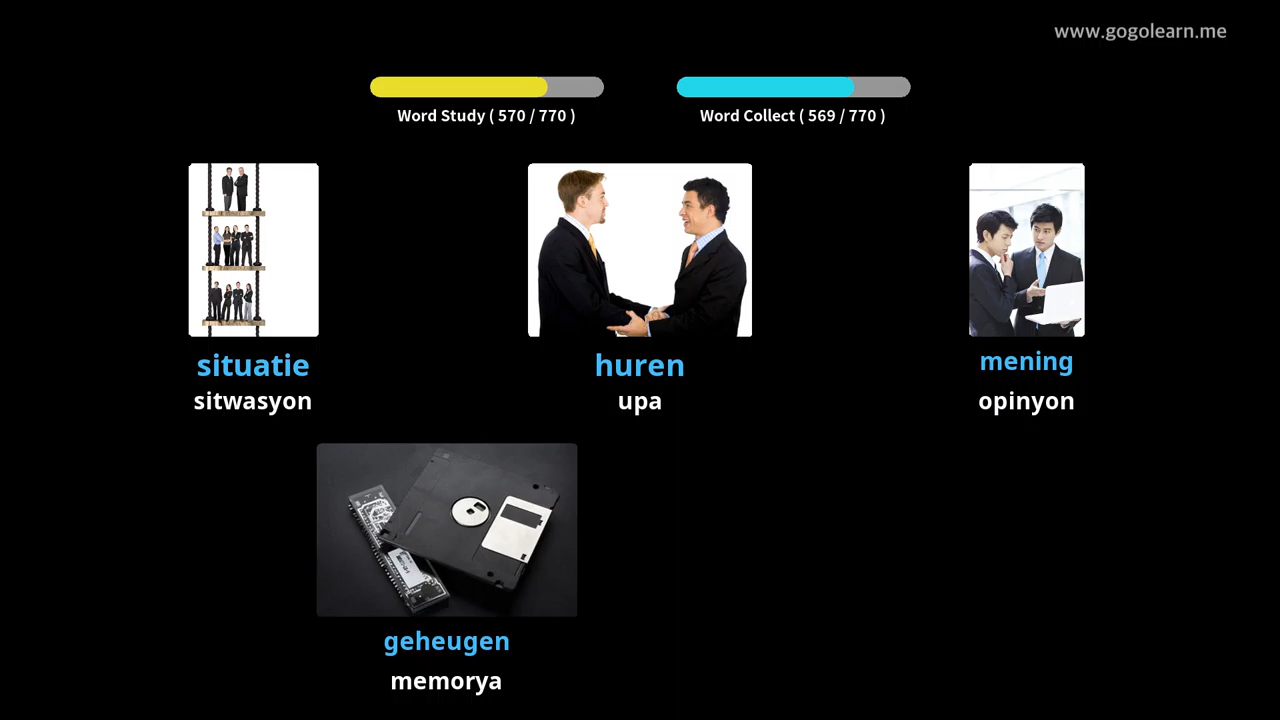 www.gogolearn.me
Word Study ( 570 / 770 )
Word Collect ( 569 / 770 )
situatie
sitwasyon
huren
upa
mening
opinyon
geheugen
memorya